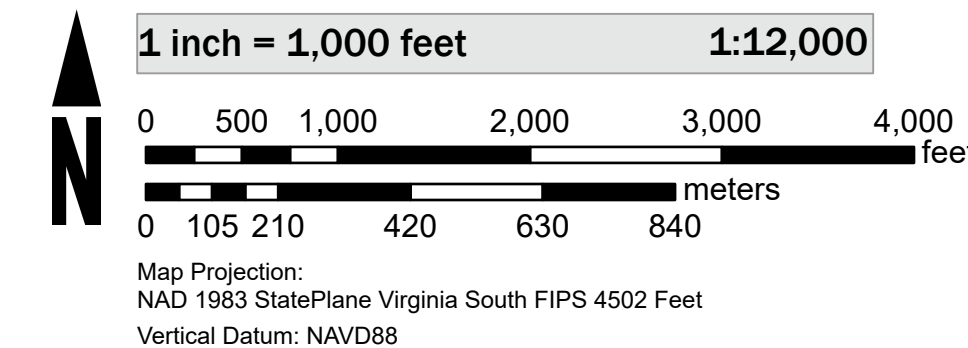 1 inch = 1,000 feet 1:12,000
0 500 1,000 2,000 3,000 4,000
feet
meters
0 105 210 420 630 840
N
Map Projection:
NAD 1983 StatePlane Virginia South FIPS 4502 Feet
Vertical Datum: NAVD88